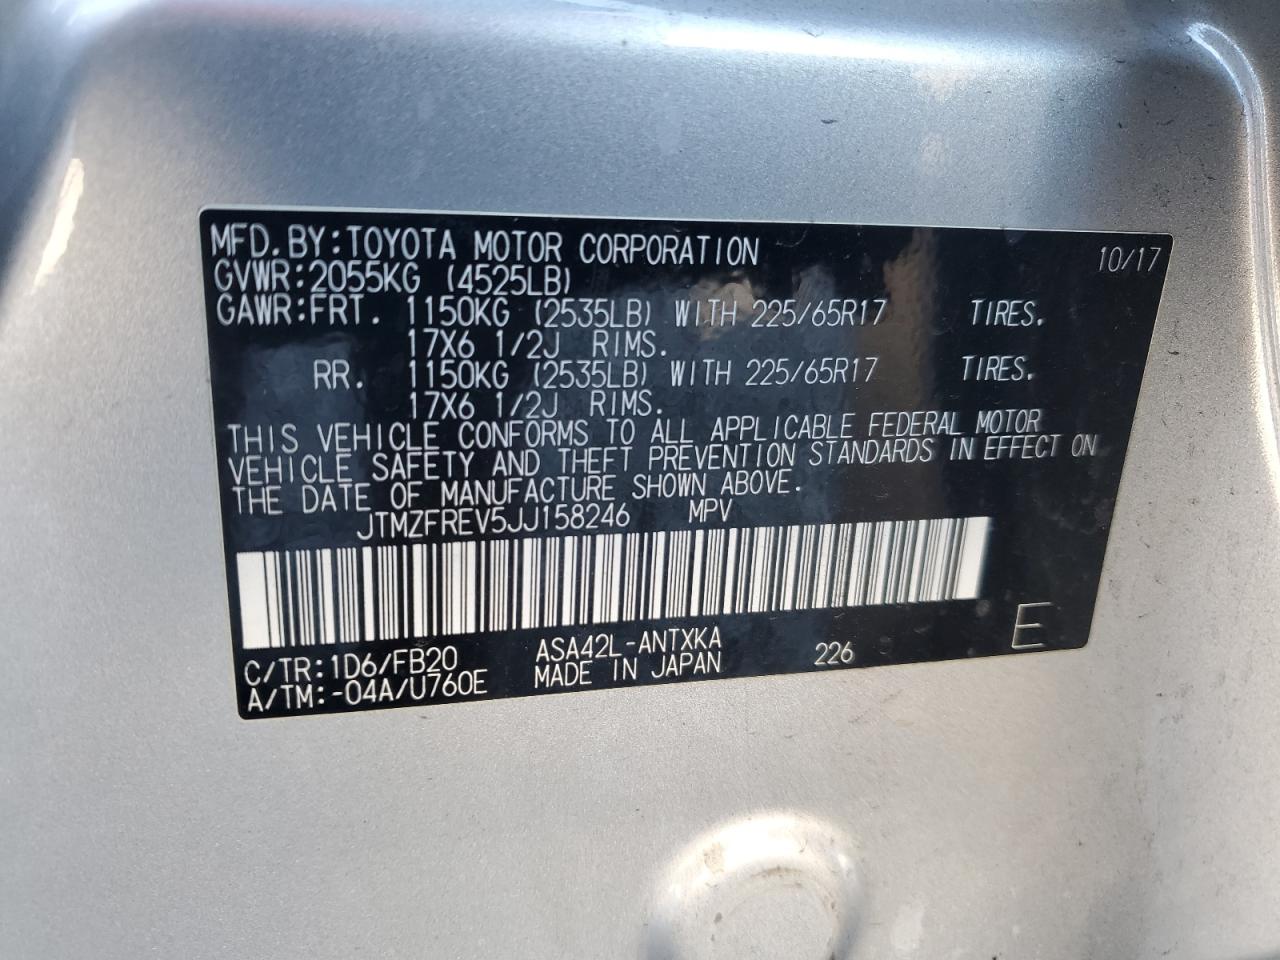 MFD. BY:TOYOTA MOTOR CORPORATION 10/17
GVWR:2055KG (4525LB)
GAWR:FRT. 1150KG (2535LB) WITH 225/65R17 TIRES.
17X6 1/2J RIMS.
RR. 1150KG (2535LB) WITH 225/65R17 TIRES.
17X6 1/2J RIMS.
THIS VEHICLE CONFORMS TO ALL APPLICABLE FEDERAL MOTOR
VEHICLE SAFETY AND THEFT PREVENTION STANDARDS IN EFFECT ON
THE DATE OF MANUFACTURE SHOWN ABOVE.
JTMZFREV5JJ158246 MPV
C/TR:1D6/FB20 ASA42L-ANTXKA 226 E
A/TM:-04A/U760E MADE IN JAPAN